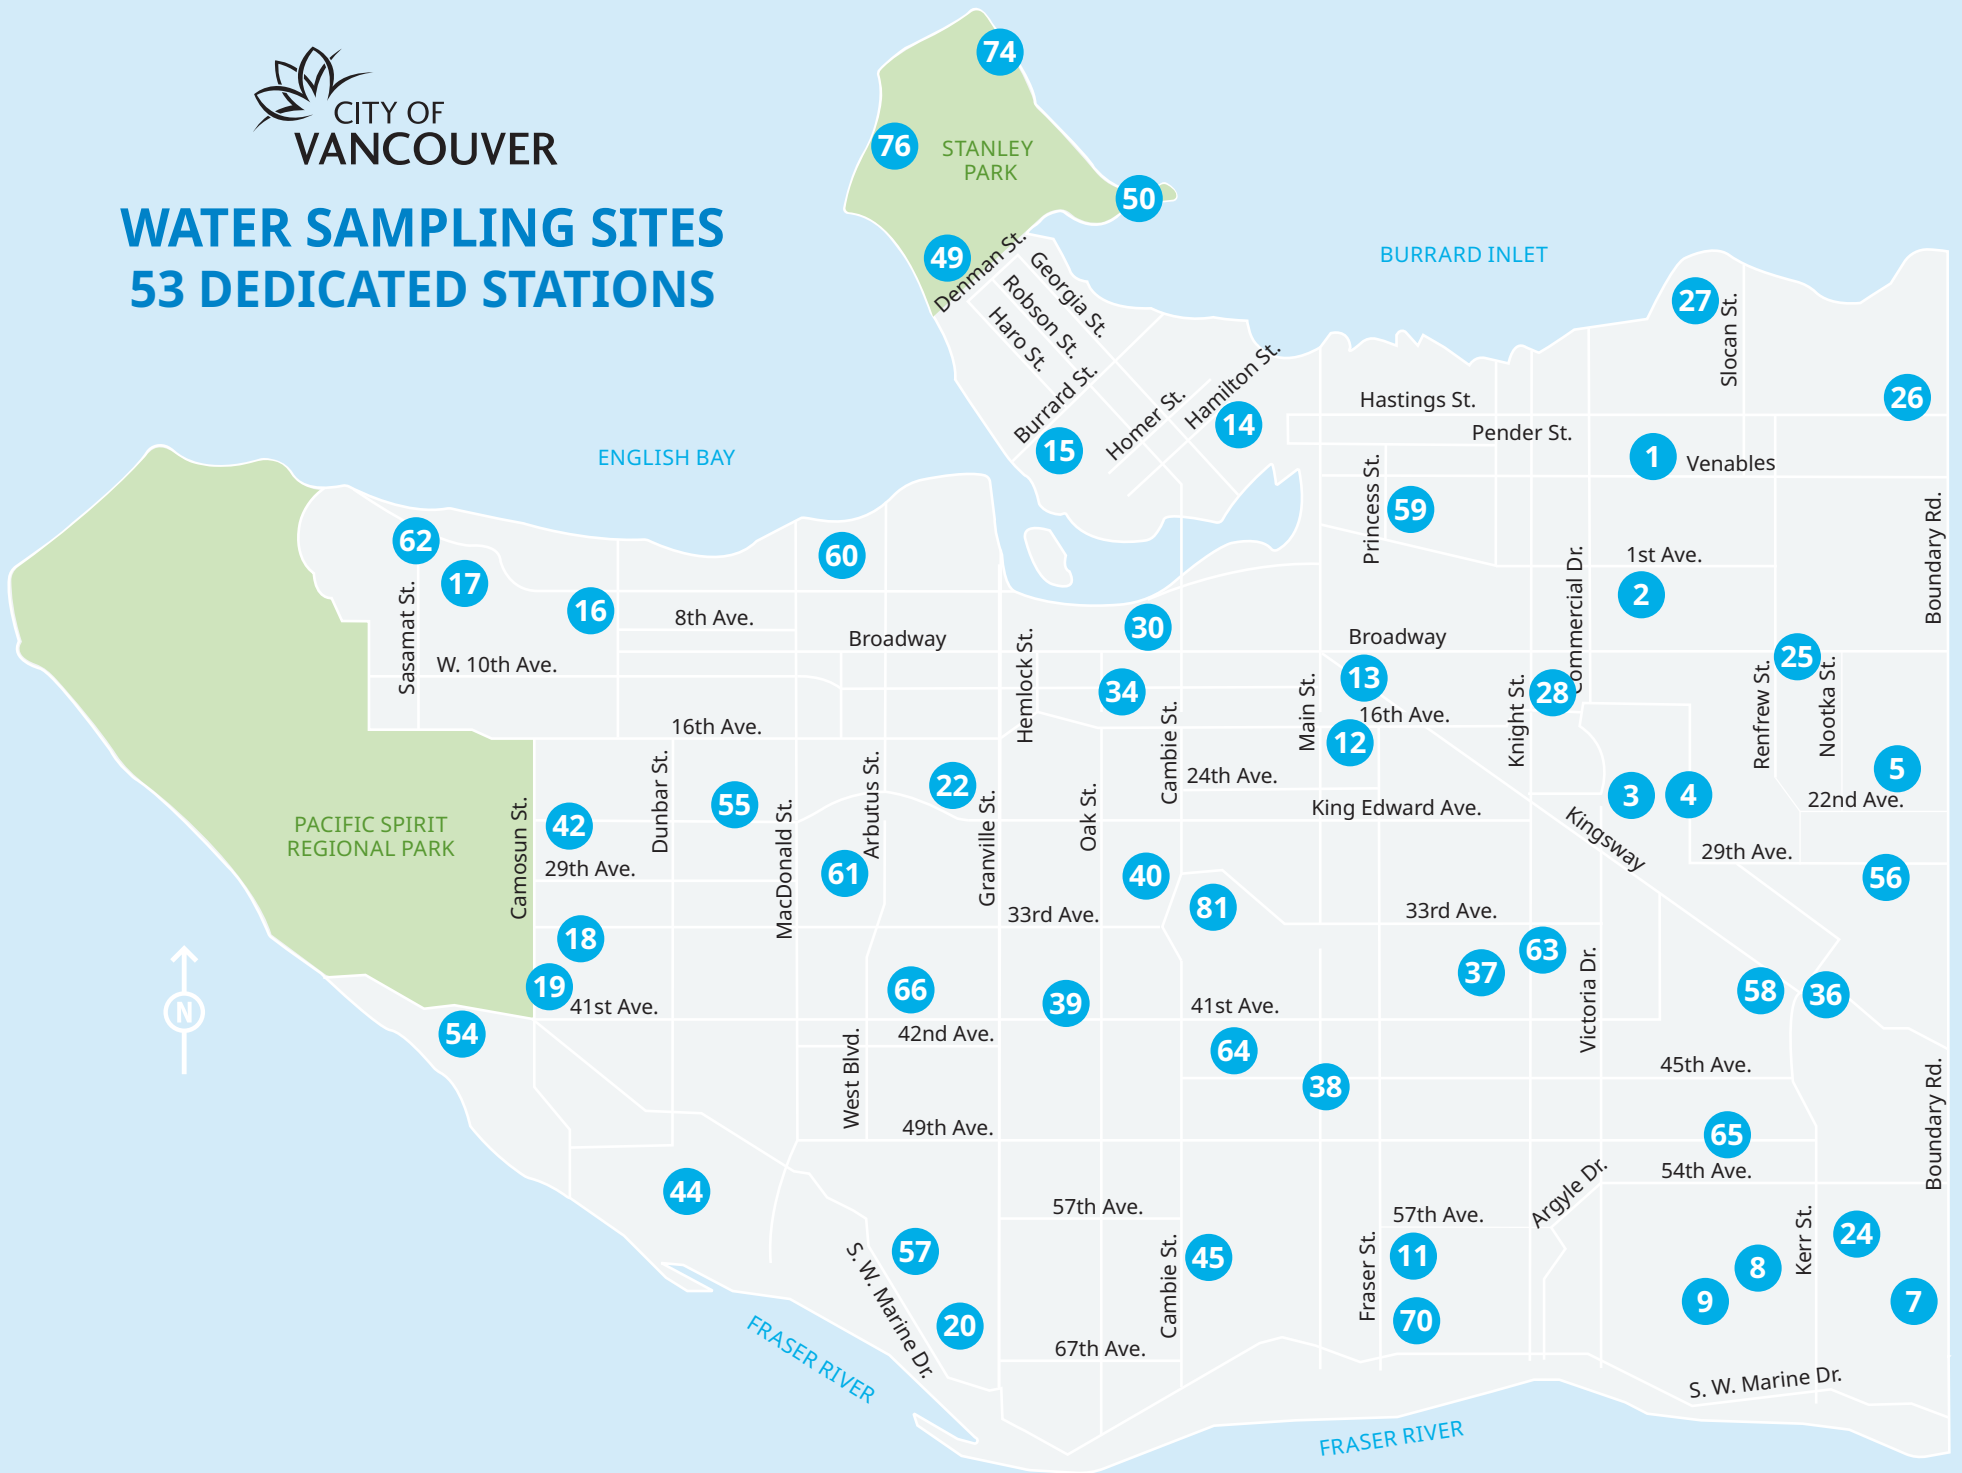 CITY OF
VANCOUVER
WATER SAMPLING SITES
53 DEDICATED STATIONS
74
76
STANLEY
PARK
50
49
Denman St.
Georgia St.
Robson St.
Haro St.
BURRARD INLET
27
Slocan St.
Burrard St.
Homer St.
Hamilton St.
15
14
Hastings St.
26
Pender St.
1
Venables
ENGLISH BAY
Princess St.
59
Boundary Rd.
62
17
16
60
1st Ave.
2
Commercial Dr.
Sasamat St.
8th Ave.
Broadway
30
Broadway
W. 10th Ave.
Hemlock St.
34
13
28
25
Renfrew St.
Nootka St.
16th Ave.
Cambie St.
Main St.
16th Ave.
12
Knight St.
24th Ave.
5
22nd Ave.
Dunbar St.
55
MacDonald St.
Arbutus St.
22
Granville St.
Oak St.
King Edward Ave.
3
4
Kingsway
PACIFIC SPIRIT
REGIONAL PARK
Camosun St.
42
29th Ave.
61
40
29th Ave.
56
81
33rd Ave.
33rd Ave.
18
19
41st Ave.
66
39
41st Ave.
37
63
Victoria Dr.
58
36
N
54
42nd Ave.
West Blvd.
64
38
45th Ave.
Boundary Rd.
49th Ave.
65
54th Ave.
44
57th Ave.
57th Ave.
Argyle Dr.
57
S. W. Marine Dr.
20
Cambie St.
45
Fraser St.
11
70
Kerr St.
24
8
9
7
67th Ave.
S. W. Marine Dr.
FRASER RIVER
FRASER RIVER